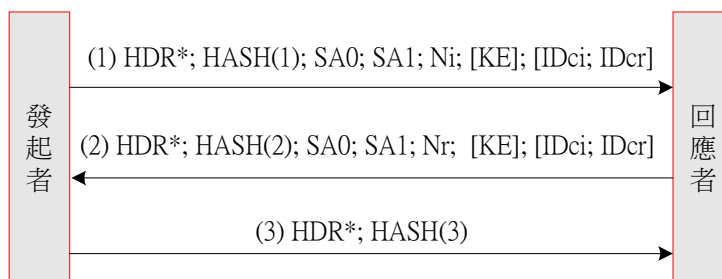 發起者
(1) HDR*; HASH(1); SA0; SA1; Ni; [KE]; [IDci; IDcr]
(2) HDR*; HASH(2); SA0; SA1; Nr; [KE]; [IDci; IDcr]
(3) HDR*; HASH(3)
回應者